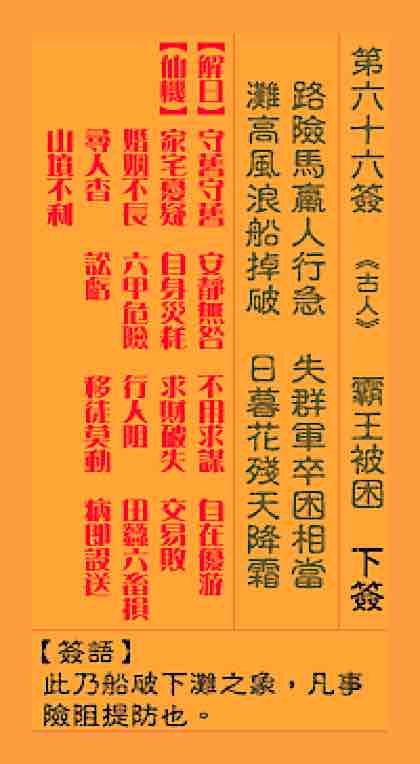 第六十六簽 《古人》 霸王被困 下簽
路險馬羸人行急 失群軍卒困相當
灘高風浪船掉破 日暮花殘天降霜
【解曰】守舊守舊 安靜無咎 不用求謀 自在優游
【仙機】家宅憂疑 自身災耗 求財破失 交易敗
婚姻不長 六甲危險 行人阻 田蠶六畜損
尋人杳 訟虧 移徒莫動 病即設送
山墳不利
【簽語】
此乃船破下灘之象，凡事
險阻提防也。